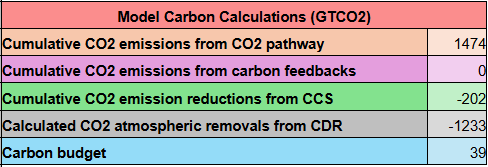 Model Carbon Calculations (GTCO2)
Cumulative CO2 emissions from CO2 pathway 1474
Cumulative CO2 emissions from carbon feedbacks 0
Cumulative CO2 emission reductions from CCS -202
Calculated CO2 atmospheric removals from CDR -1233
Carbon budget 39